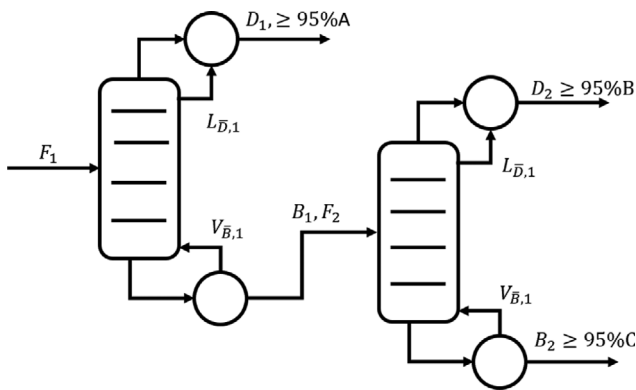 D₁, ≥ 95%A
L_D̅,1
F₁
V_B̅,1
B₁, F₂
D₂ ≥ 95%B
L_D̅,1
V_B̅,1
B₂ ≥ 95%C